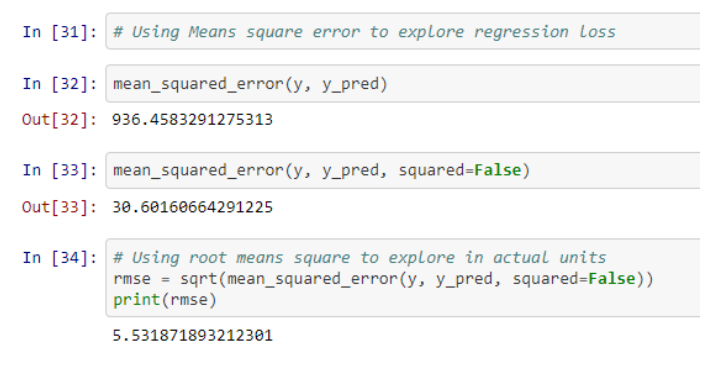 In [31]: # Using Means square error to explore regression loss
In [32]: mean_squared_error(y, y_pred)
Out[32]: 936.4583291275313
In [33]: mean_squared_error(y, y_pred, squared=False)
Out[33]: 30.60160664291225
In [34]: # Using root means square to explore in actual units
rmse = sqrt(mean_squared_error(y, y_pred, squared=False))
print(rmse)
5.531871893212301